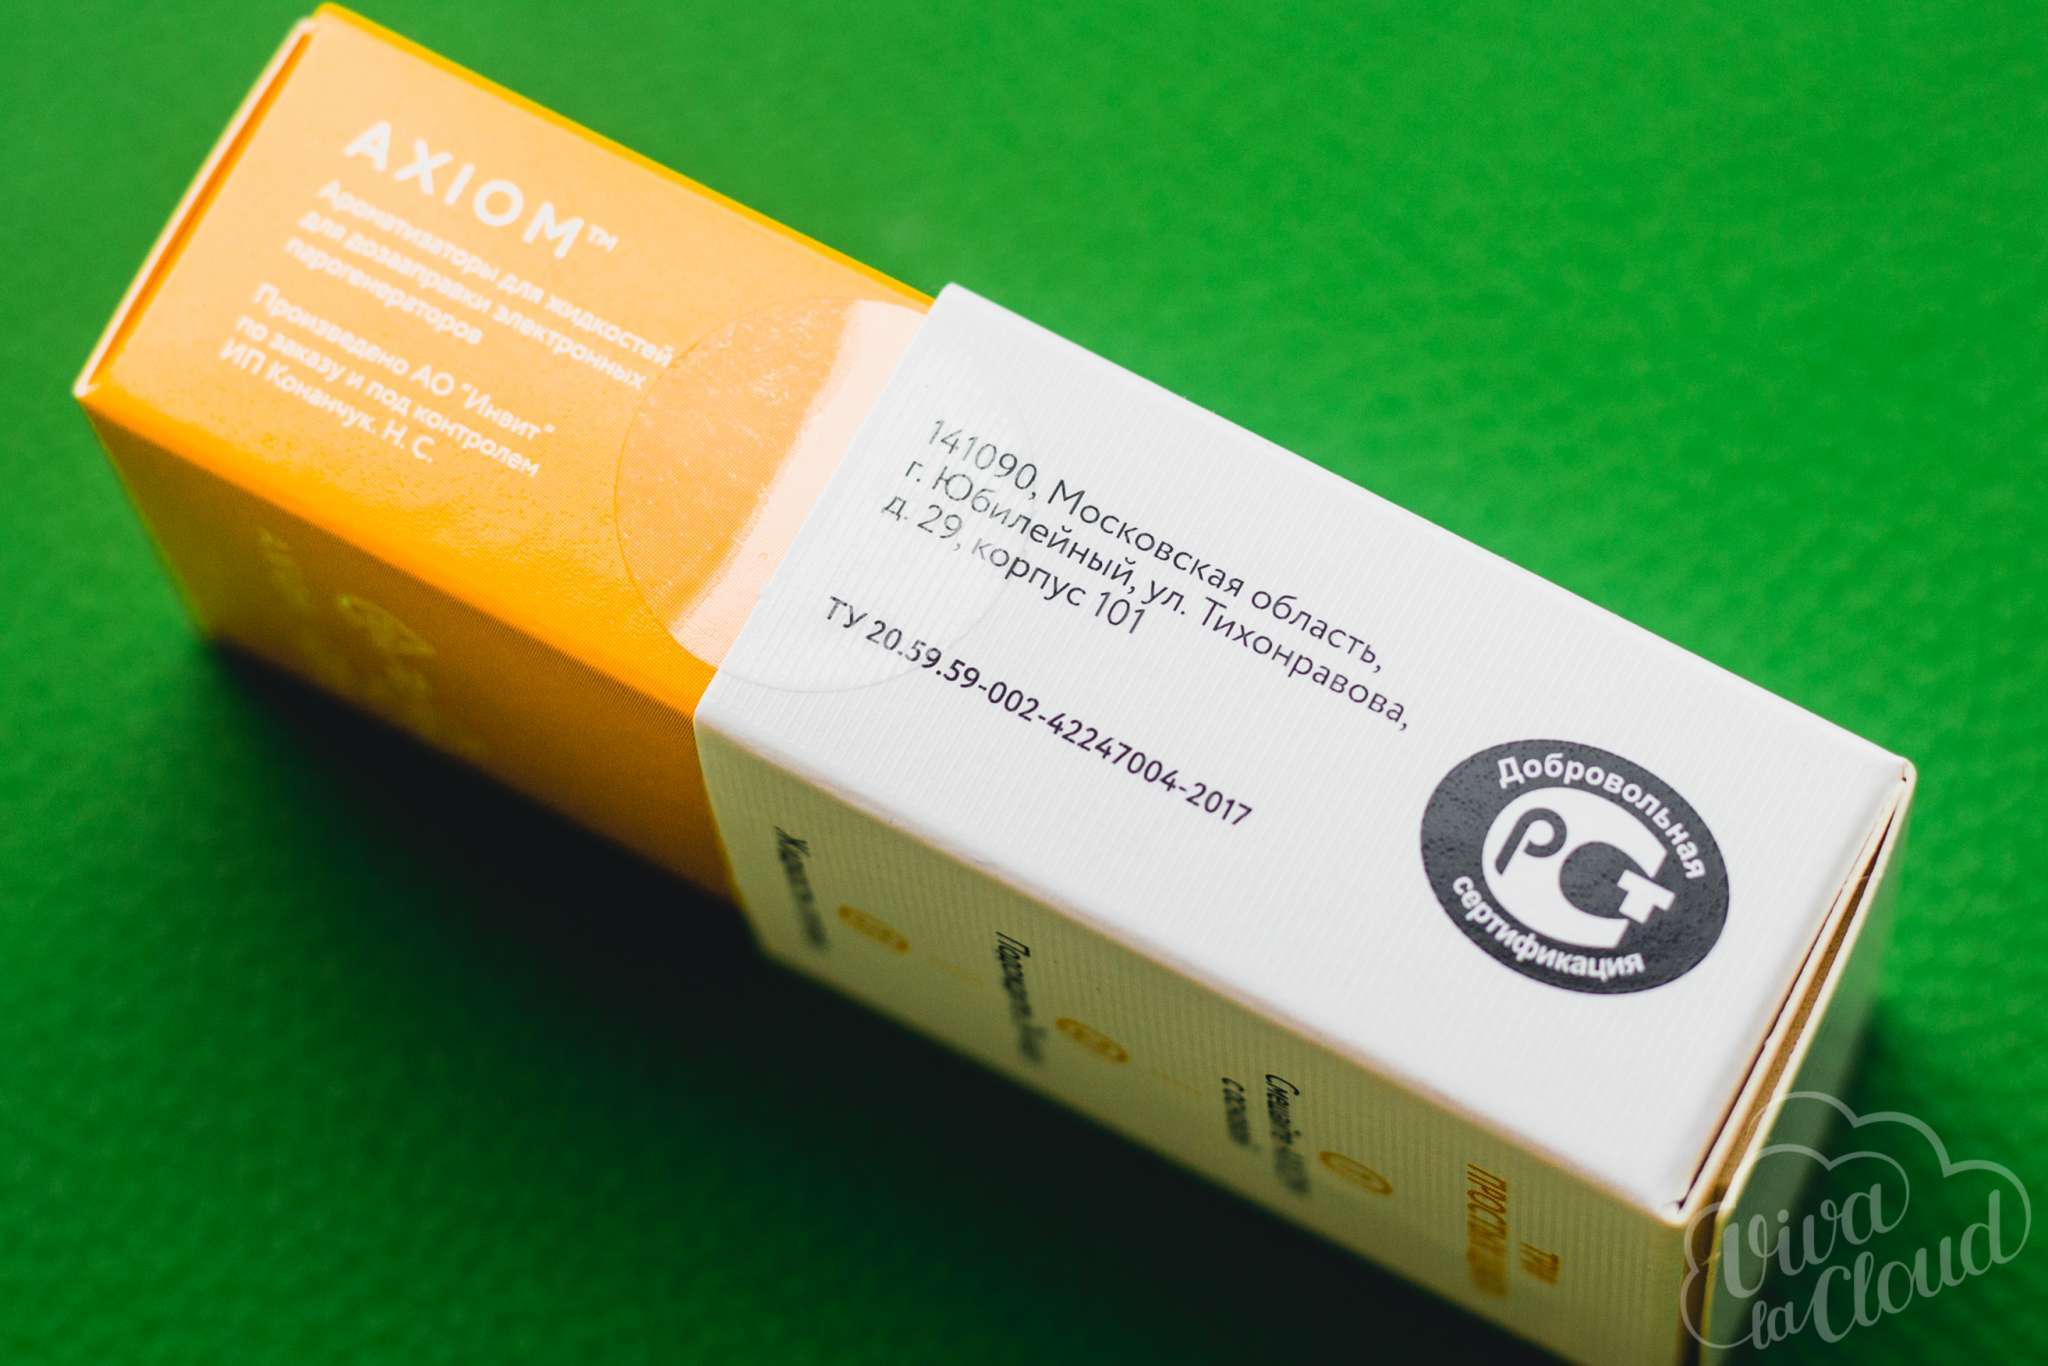 AXIOM™
Ароматизаторы для жидкостей
для дозаправки электронных
парогенераторов
Произведено АО "Инвит"
по заказу и под контролем
ИП Конанчук. Н. С.
141090, Московская область,
г. Юбилейный, ул. Тихонравова,
д. 29, корпус 101
ТУ 20.59.59-002-42247004-2017
Добровольная
РСТ
сертификация
ТРИ
Viva
la Cloud